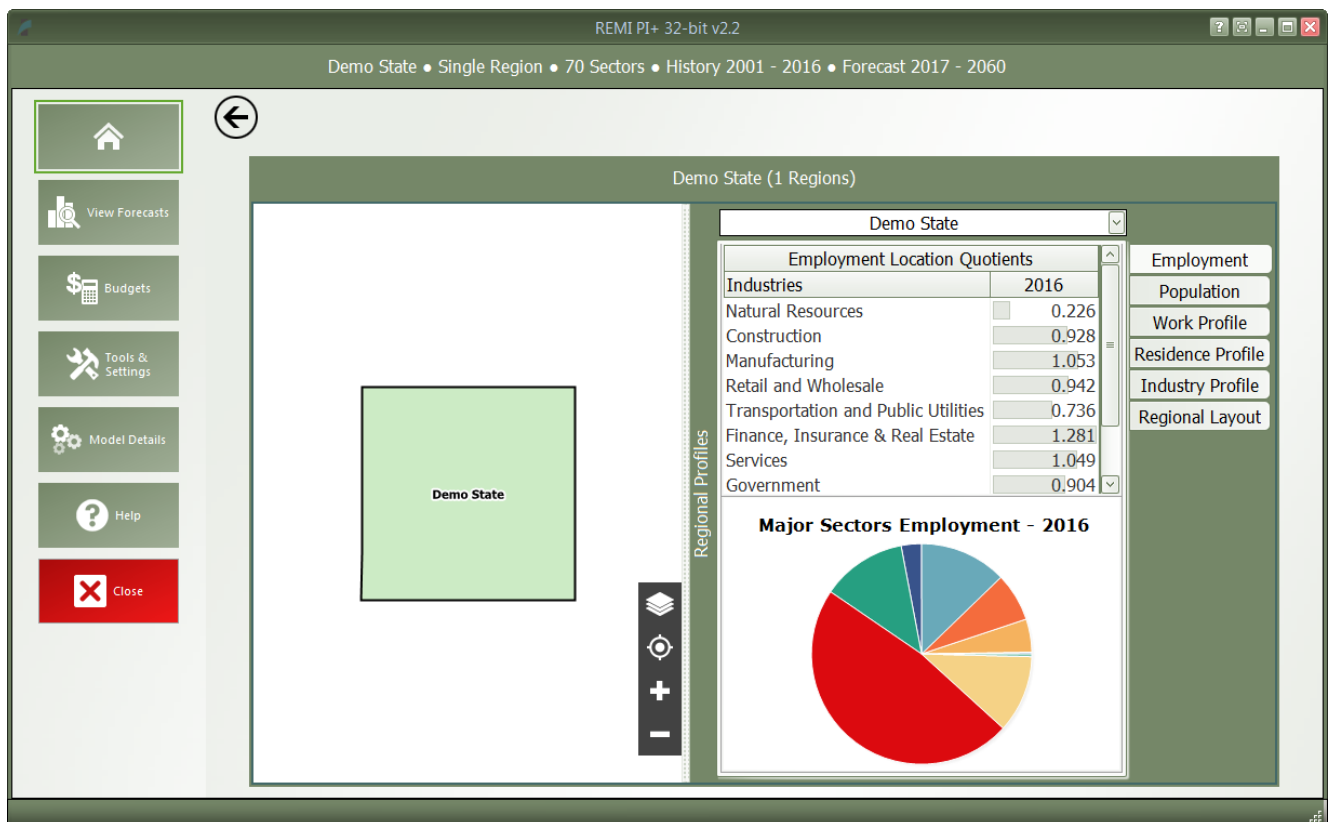 REMI PI+ 32-bit v2.2
Demo State ● Single Region ● 70 Sectors ● History 2001 - 2016 ● Forecast 2017 - 2060
View Forecasts
Budgets
Tools &
Settings
Model Details
Help
Close
Demo State (1 Regions)
Demo State
Regional Profiles
Demo State
Employment Location Quotients
Industries 2016
Natural Resources 0.226
Construction 0.928
Manufacturing 1.053
Retail and Wholesale 0.942
Transportation and Public Utilities 0.736
Finance, Insurance & Real Estate 1.281
Services 1.049
Government 0.904
Major Sectors Employment - 2016
Employment
Population
Work Profile
Residence Profile
Industry Profile
Regional Layout